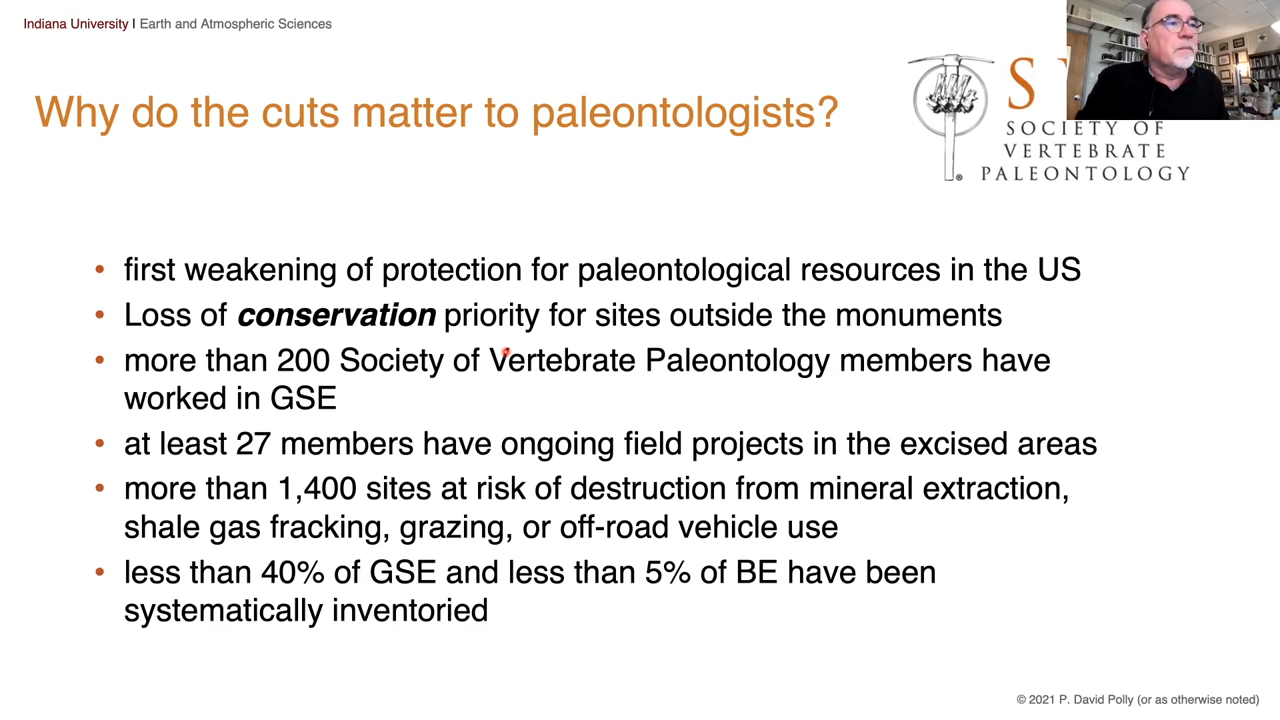 Indiana University | Earth and Atmospheric Sciences
Why do the cuts matter to paleontologists?
S
SOCIETY OF
VERTEBRATE
PALEONTOLOGY
®
• first weakening of protection for paleontological resources in the US
• Loss of conservation priority for sites outside the monuments
• more than 200 Society of Vertebrate Paleontology members have
worked in GSE
• at least 27 members have ongoing field projects in the excised areas
• more than 1,400 sites at risk of destruction from mineral extraction,
shale gas fracking, grazing, or off-road vehicle use
• less than 40% of GSE and less than 5% of BE have been
systematically inventoried
© 2021 P. David Polly (or as otherwise noted)